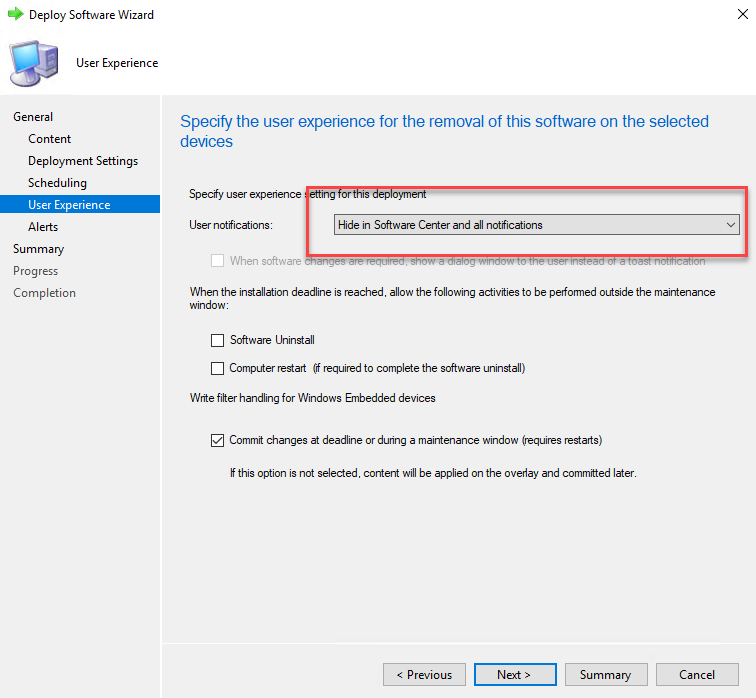 Deploy Software Wizard
User Experience
General
Content
Deployment Settings
Scheduling
User Experience
Alerts
Summary
Progress
Completion
Specify the user experience for the removal of this software on the selected
devices
Specify user experience setting for this deployment
User notifications:
Hide in Software Center and all notifications
When software changes are required, show a dialog window to the user instead of a toast notification
When the installation deadline is reached, allow the following activities to be performed outside the maintenance
window:
Software Uninstall
Computer restart (if required to complete the software uninstall)
Write filter handling for Windows Embedded devices
Commit changes at deadline or during a maintenance window (requires restarts)
If this option is not selected, content will be applied on the overlay and committed later.
< Previous
Next >
Summary
Cancel